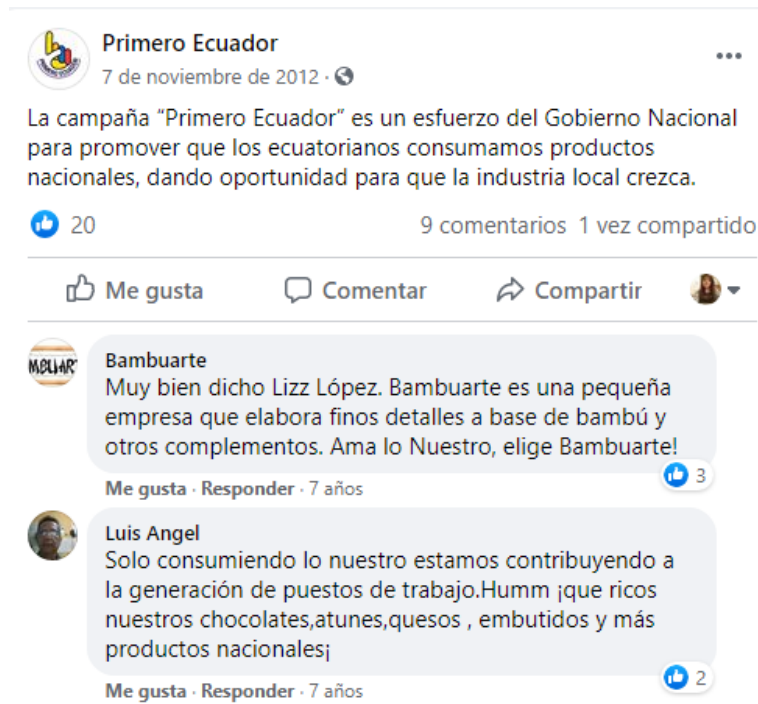 Primero Ecuador
7 de noviembre de 2012 ·
La campaña “Primero Ecuador” es un esfuerzo del Gobierno Nacional
para promover que los ecuatorianos consumamos productos
nacionales, dando oportunidad para que la industria local crezca.
20 9 comentarios 1 vez compartido
Me gusta Comentar Compartir
Bambuarte
Muy bien dicho Lizz López. Bambuarte es una pequeña
empresa que elabora finos detalles a base de bambú y
otros complementos. Ama lo Nuestro, elige Bambuarte!
3
Me gusta · Responder · 7 años
Luis Angel
Solo consumiendo lo nuestro estamos contribuyendo a
la generación de puestos de trabajo.Humm ¡que ricos
nuestros chocolates,atunes,quesos , embutidos y más
productos nacionales¡
2
Me gusta · Responder · 7 años